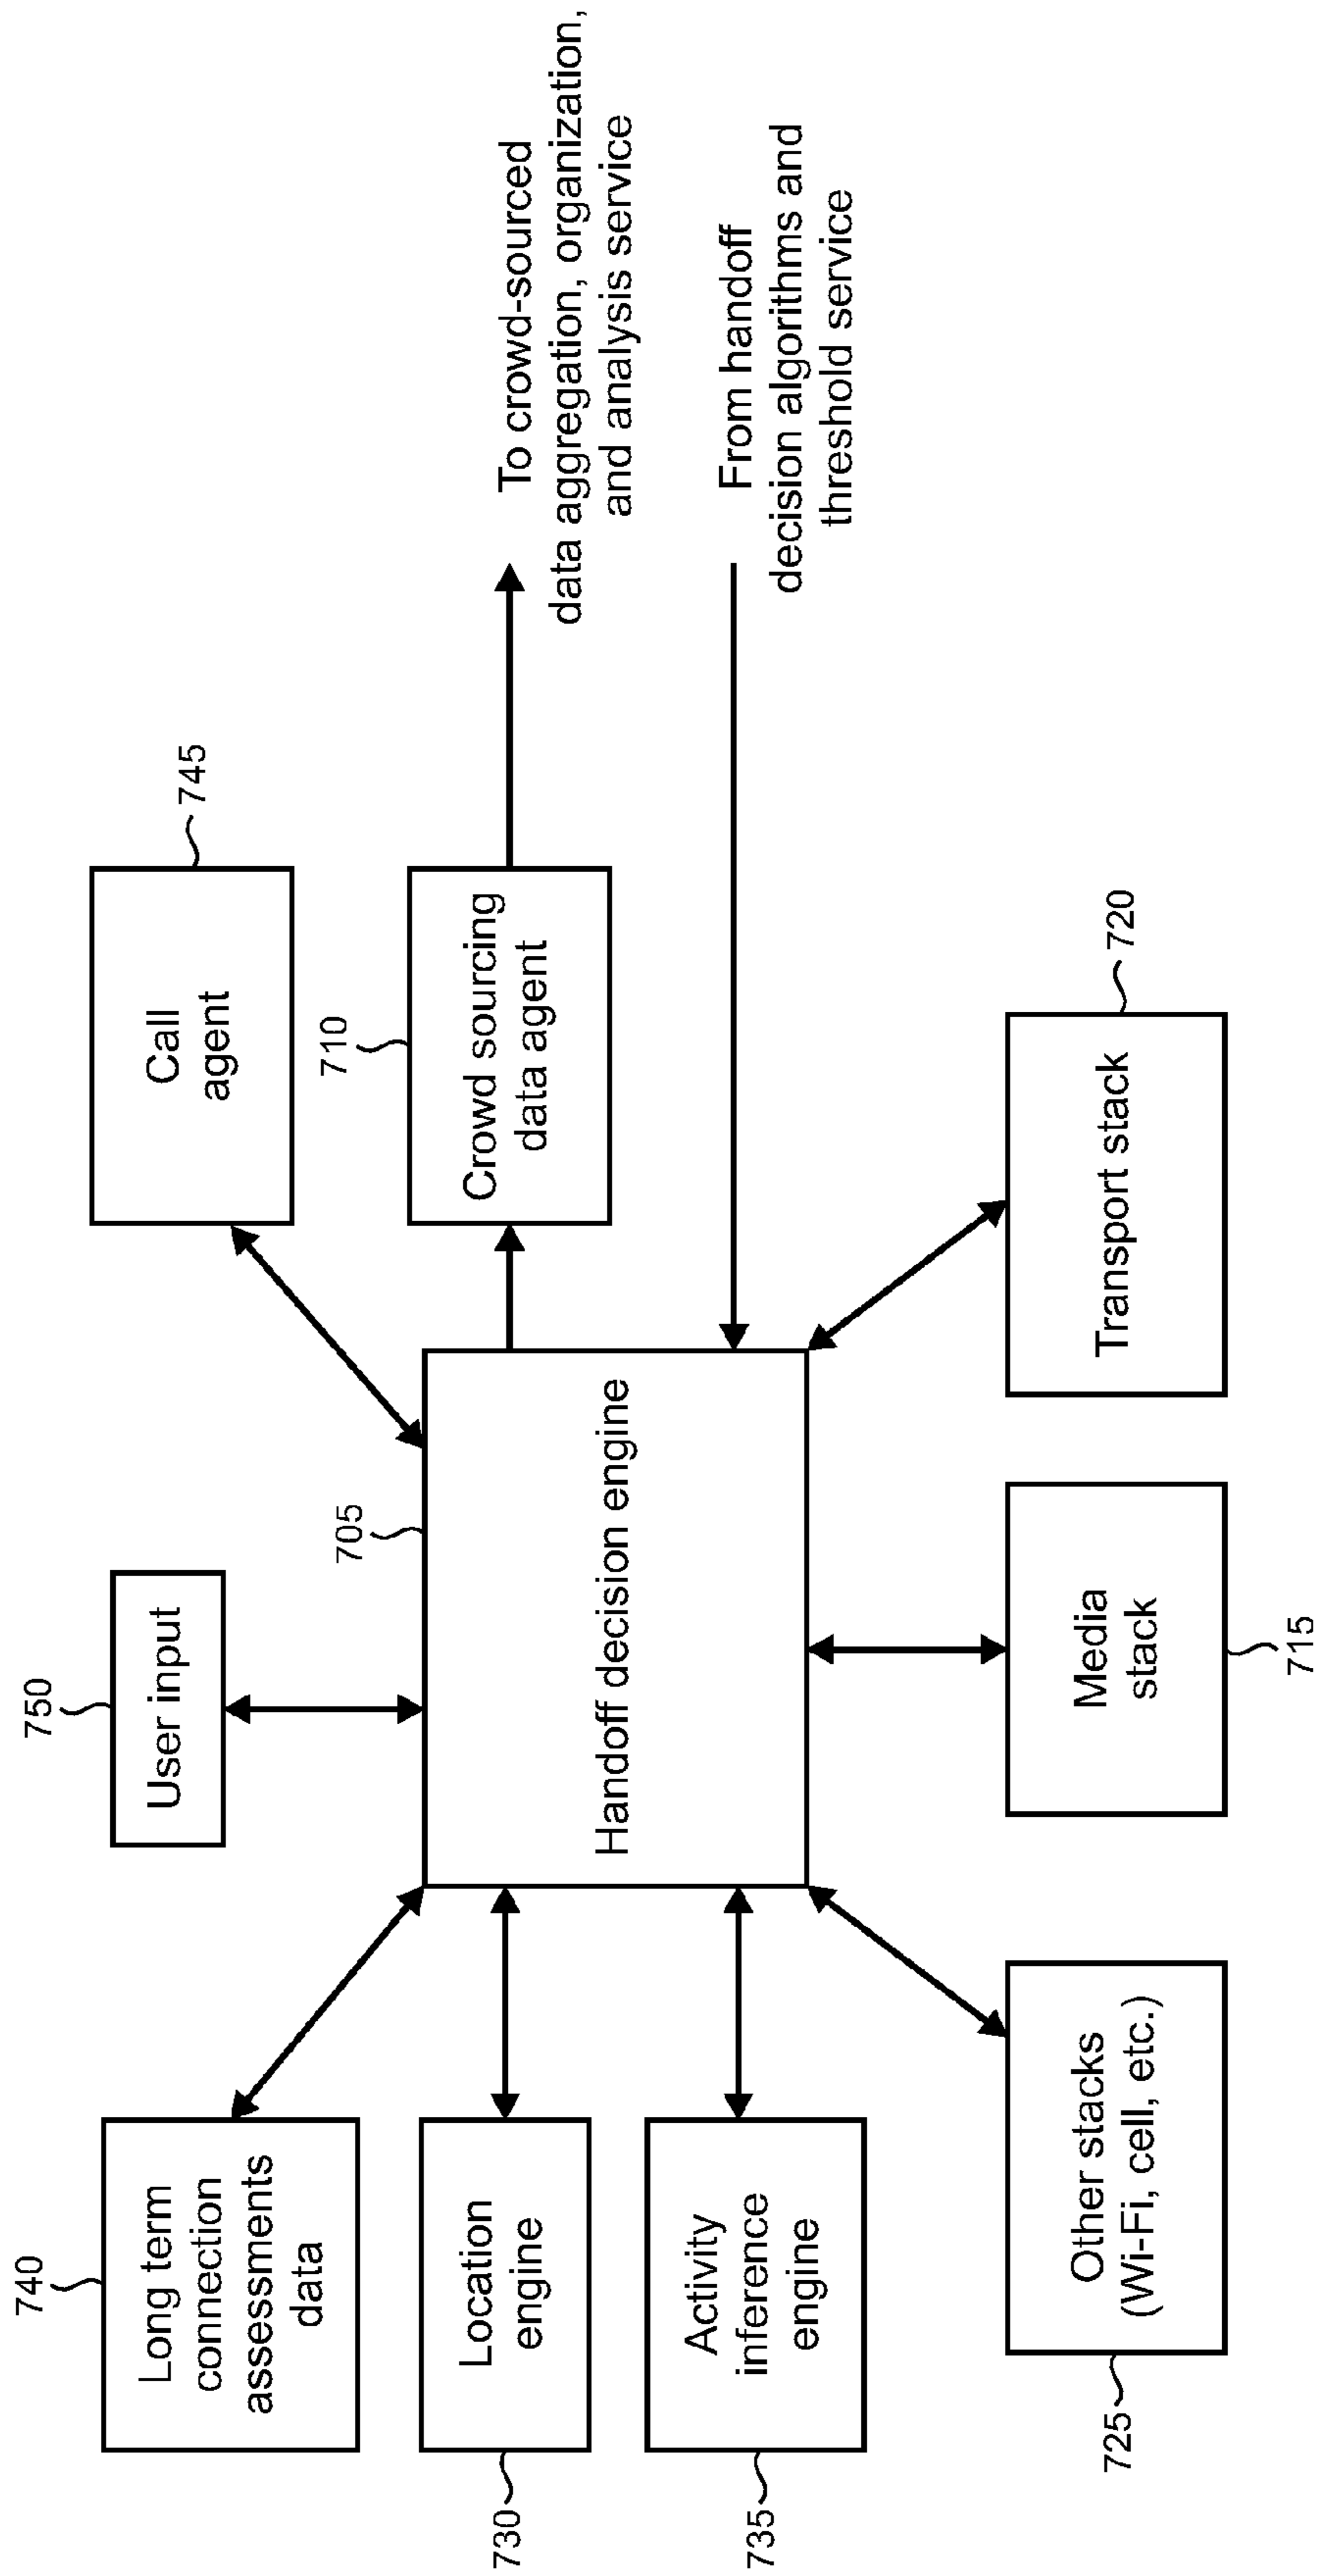 740
Long term
connection
assessments
data
750
User input
Call
agent
745
705
Handoff decision engine
710
Crowd sourcing
data agent
To crowd-sourced
data aggregation, organization,
and analysis service
From handoff
decision algorithms and
threshold service
730
Location
engine
735
Activity
inference
engine
725
Other stacks
(Wi-Fi, cell, etc.)
Media
stack
715
Transport stack
720